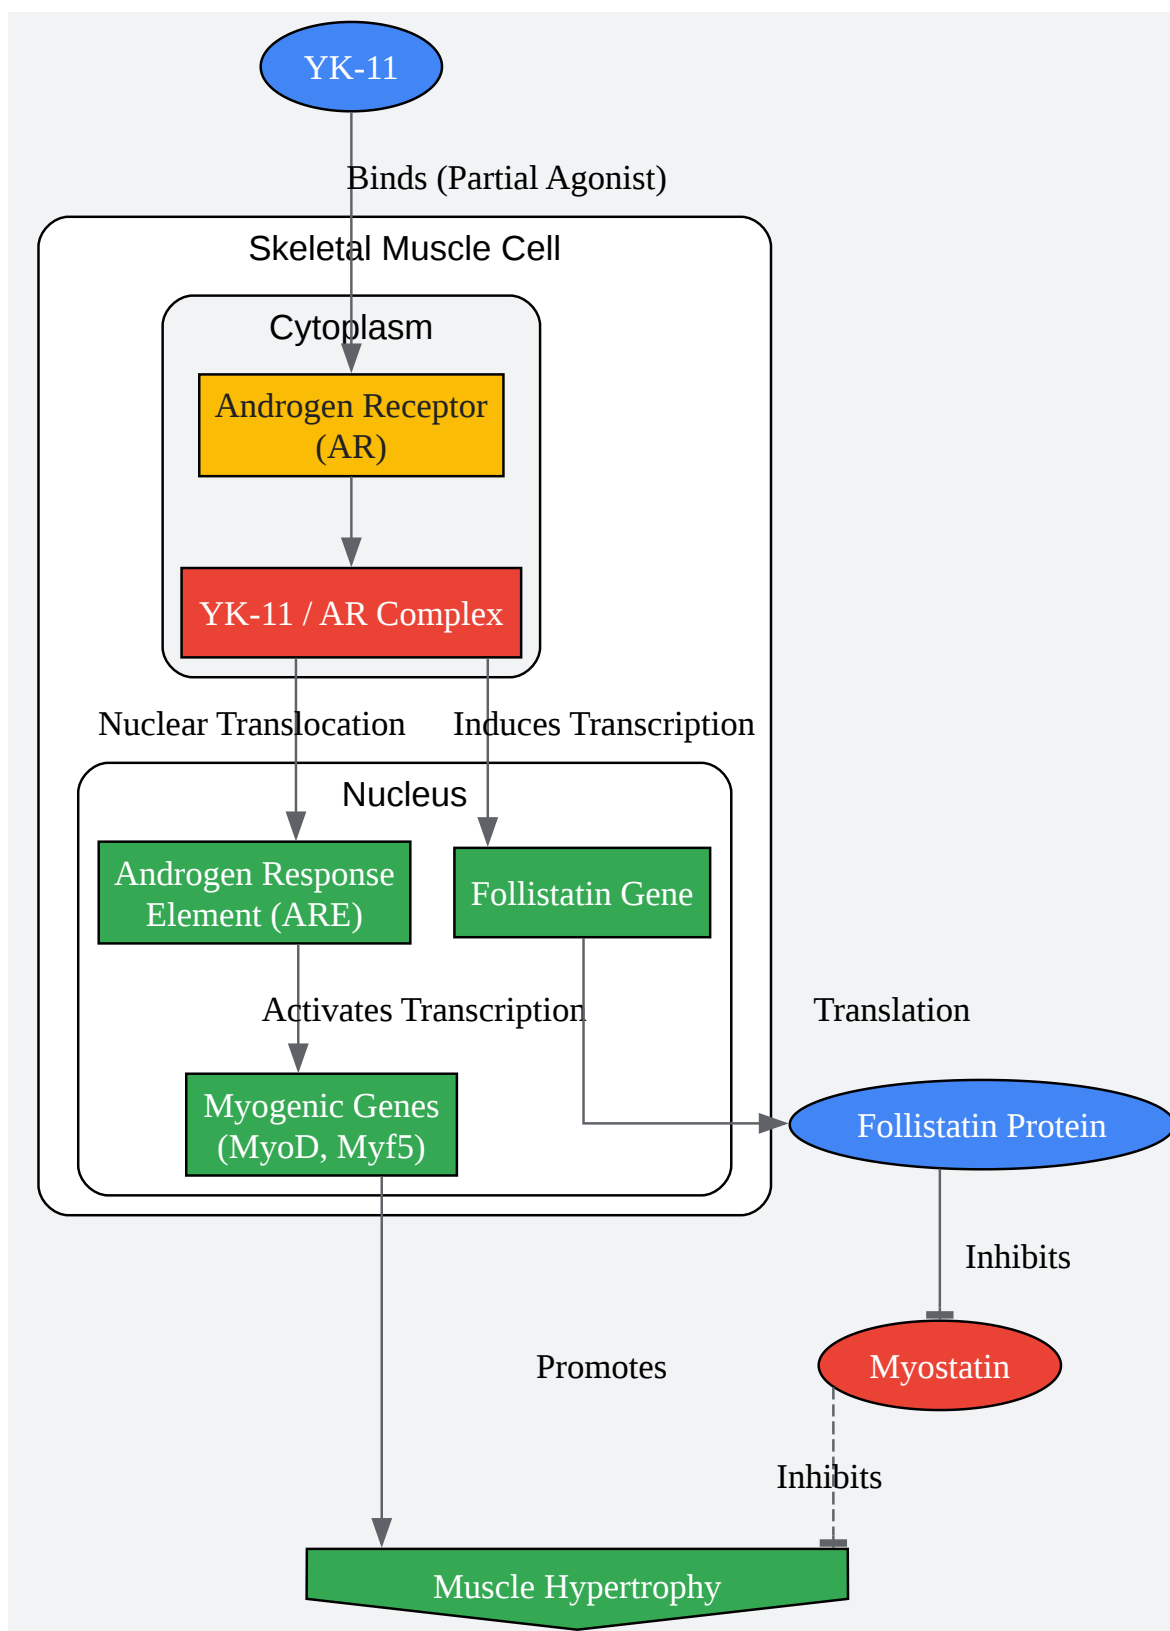 YK-11
Binds (Partial Agonist)
Skeletal Muscle Cell
Cytoplasm
Androgen Receptor
(AR)
YK-11 / AR Complex
Nuclear Translocation
Induces Transcription
Nucleus
Androgen Response
Element (ARE)
Follistatin Gene
Activates Transcription
Translation
Myogenic Genes
(MyoD, Myf5)
Follistatin Protein
Inhibits
Promotes
Myostatin
Inhibits
Muscle Hypertrophy